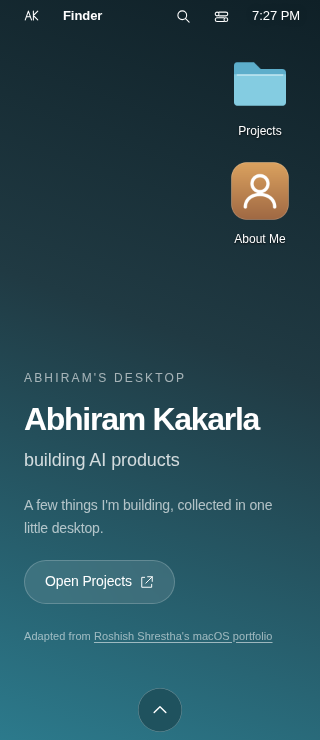 AK Finder 7:27 PM
Projects
About Me
ABHIRAM'S DESKTOP
Abhiram Kakarla
building AI products
A few things I'm building, collected in one
little desktop.
Open Projects
Adapted from Roshish Shrestha's macOS portfolio